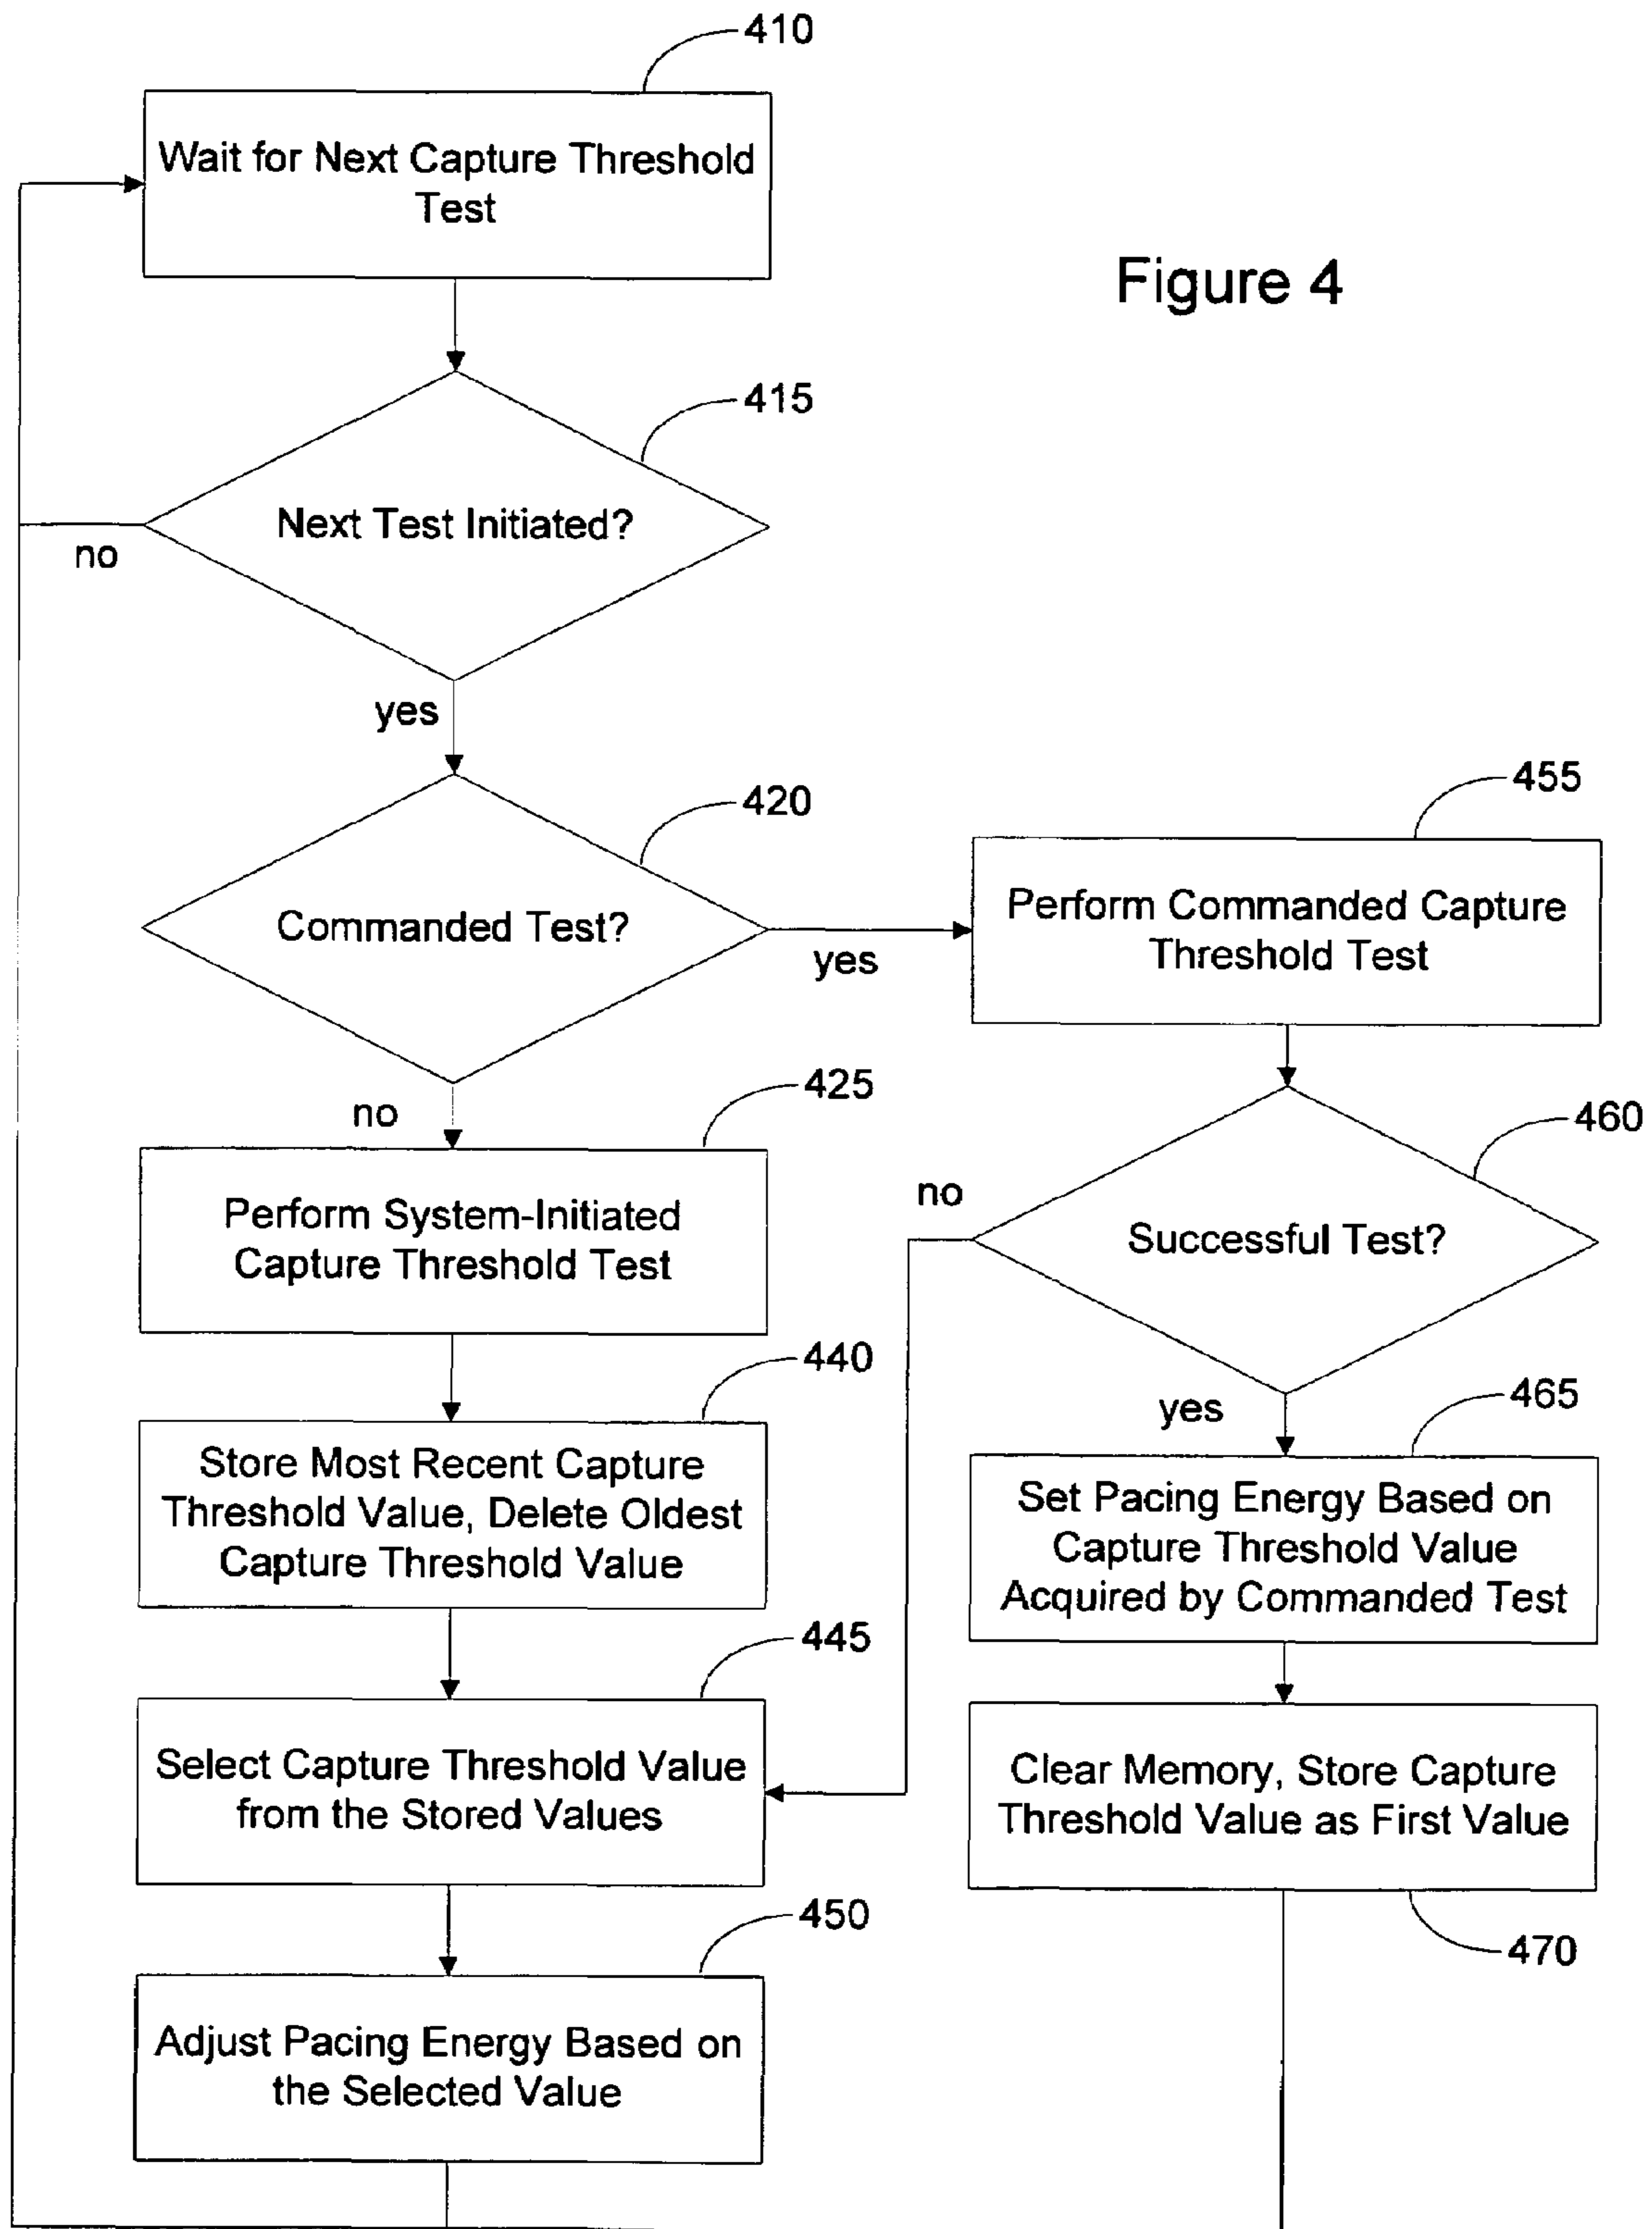 410
Wait for Next Capture Threshold
Test
Figure 4
415
Next Test Initiated?
no
yes
420
Commanded Test?
yes
455
Perform Commanded Capture
Threshold Test
no
425
Perform System-Initiated
Capture Threshold Test
460
no
Successful Test?
yes
440
Store Most Recent Capture
Threshold Value, Delete Oldest
Capture Threshold Value
465
Set Pacing Energy Based on
Capture Threshold Value
Acquired by Commanded Test
445
Select Capture Threshold Value
from the Stored Values
Clear Memory, Store Capture
Threshold Value as First Value
470
450
Adjust Pacing Energy Based on
the Selected Value